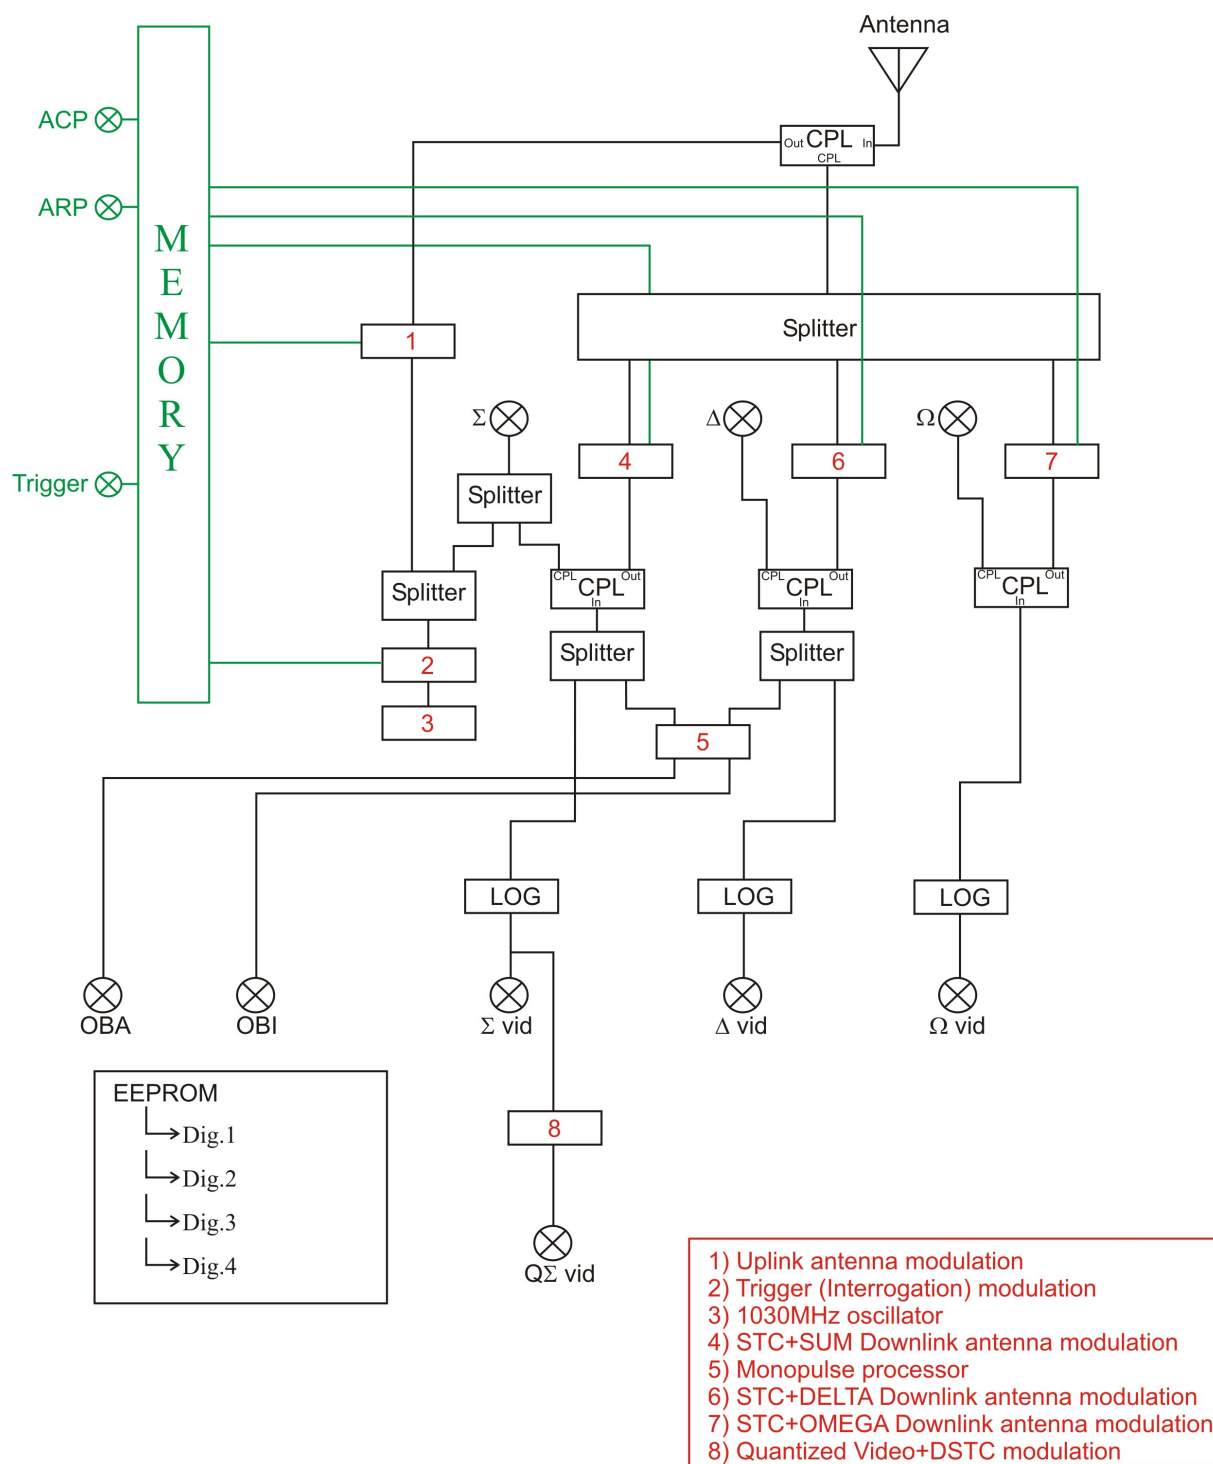 Antenna
ACP
Out CPL In
CPL
ARP
M
E
M
O
R
Y
Splitter
1
Σ
Δ
Ω
4
6
7
Trigger
Splitter
Splitter
CPL Out
CPL
In
CPL Out
CPL
In
CPL Out
CPL
In
2
Splitter
Splitter
3
5
LOG
LOG
LOG
OBA
OBI
Σ vid
Δ vid
Ω vid
EEPROM
Dig.1
Dig.2
Dig.3
Dig.4
8
QΣ vid
1) Uplink antenna modulation
2) Trigger (Interrogation) modulation
3) 1030MHz oscillator
4) STC+SUM Downlink antenna modulation
5) Monopulse processor
6) STC+DELTA Downlink antenna modulation
7) STC+OMEGA Downlink antenna modulation
8) Quantized Video+DSTC modulation